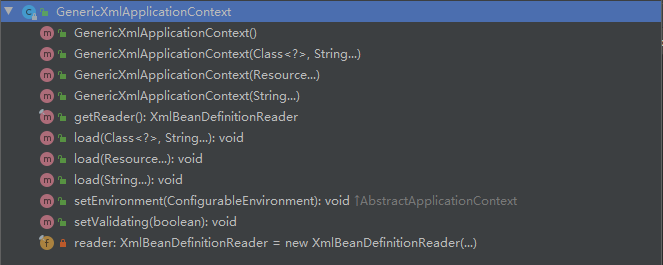 GenericXmlApplicationContext
GenericXmlApplicationContext()
GenericXmlApplicationContext(Class<?>, String...)
GenericXmlApplicationContext(Resource...)
GenericXmlApplicationContext(String...)
getReader(): XmlBeanDefinitionReader
load(Class<?>, String...): void
load(Resource...): void
load(String...): void
setEnvironment(ConfigurableEnvironment): void ↑AbstractApplicationContext
setValidating(boolean): void
reader: XmlBeanDefinitionReader = new XmlBeanDefinitionReader(...)